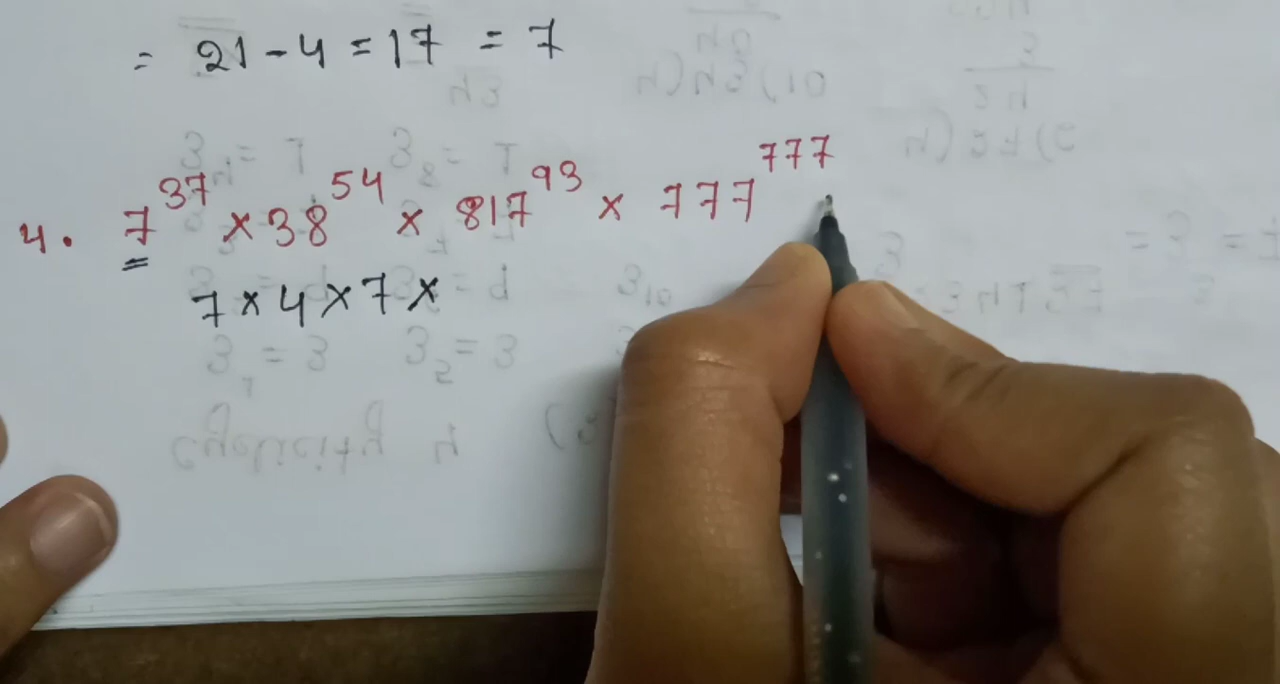 = 21 - 4 = 17 = 7
4. 7^37 × 38^54 × 817^93 × 777^777
7 × 4 × 7 ×